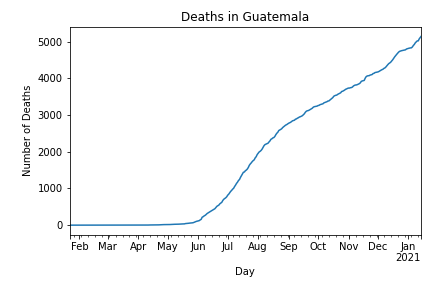 Deaths in Guatemala
Number of Deaths
5000
4000
3000
2000
1000
0
Feb Mar Apr May Jun Jul Aug Sep Oct Nov Dec Jan
2021
Day